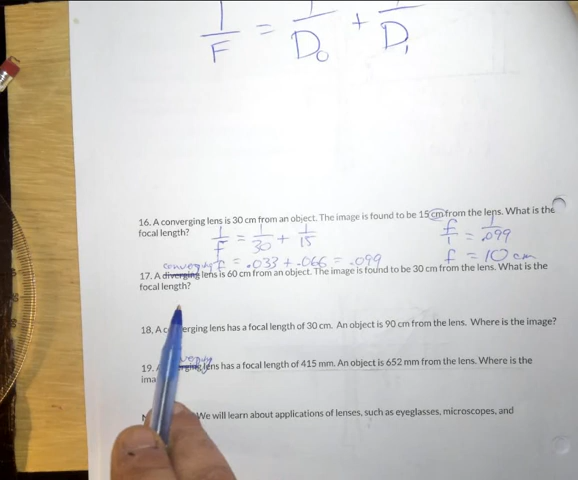 1/F = 1/D₀ + 1/Dᵢ
16. A converging lens is 30 cm from an object. The image is found to be 15 cm from the lens. What is the
focal length?
1/F = 1/30 + 1/15
f/1 = 1/.099
= .033 + .066 = .099
f = 10 cm
converging
17. A diverging lens is 60 cm from an object. The image is found to be 30 cm from the lens. What is the
focal length?
18. A erging lens has a focal length of 30 cm. An object is 90 cm from the lens. Where is the image?
19. lens has a focal length of 415 mm. An object is 652 mm from the lens. Where is the
ima
We will learn about applications of lenses, such as eyeglasses, microscopes, and